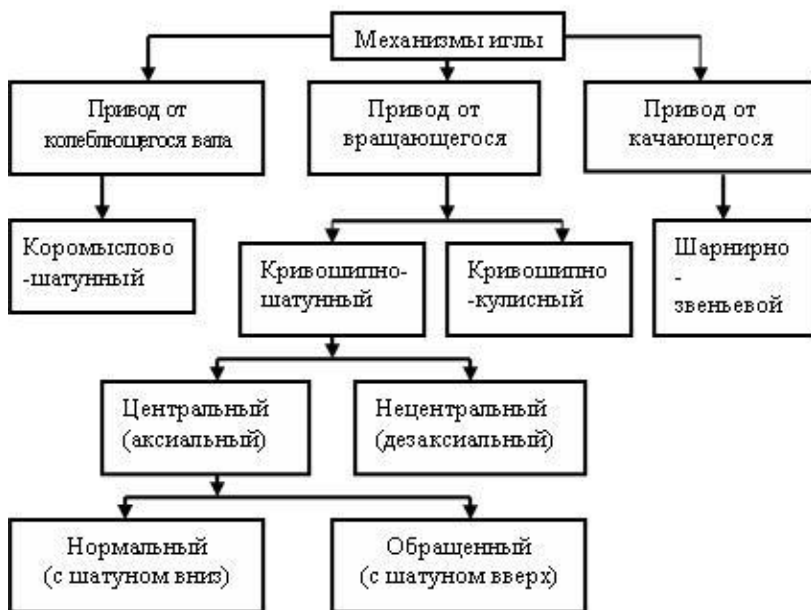 Механизмы иглы
Привод от
колеблющегося вала
Привод от
вращающегося
Привод от
качающегося
Коромыслово
-шатунный
Кривошипно-
шатунный
Кривошипно
-кулисный
Шарнирно
-
звеньевой
Центральный
(аксиальный)
Нецентральный
(дезаксиальный)
Нормальный
(с шатуном вниз)
Обращенный
(с шатуном вверх)